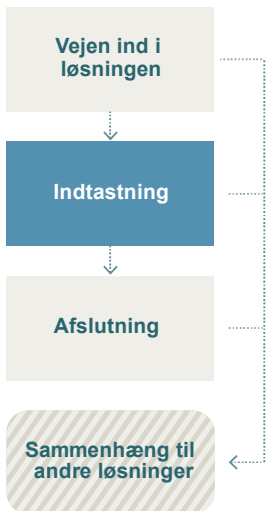 Vejen ind i
løsningen
Indtastning
Afslutning
Sammenhæng til
andre løsninger